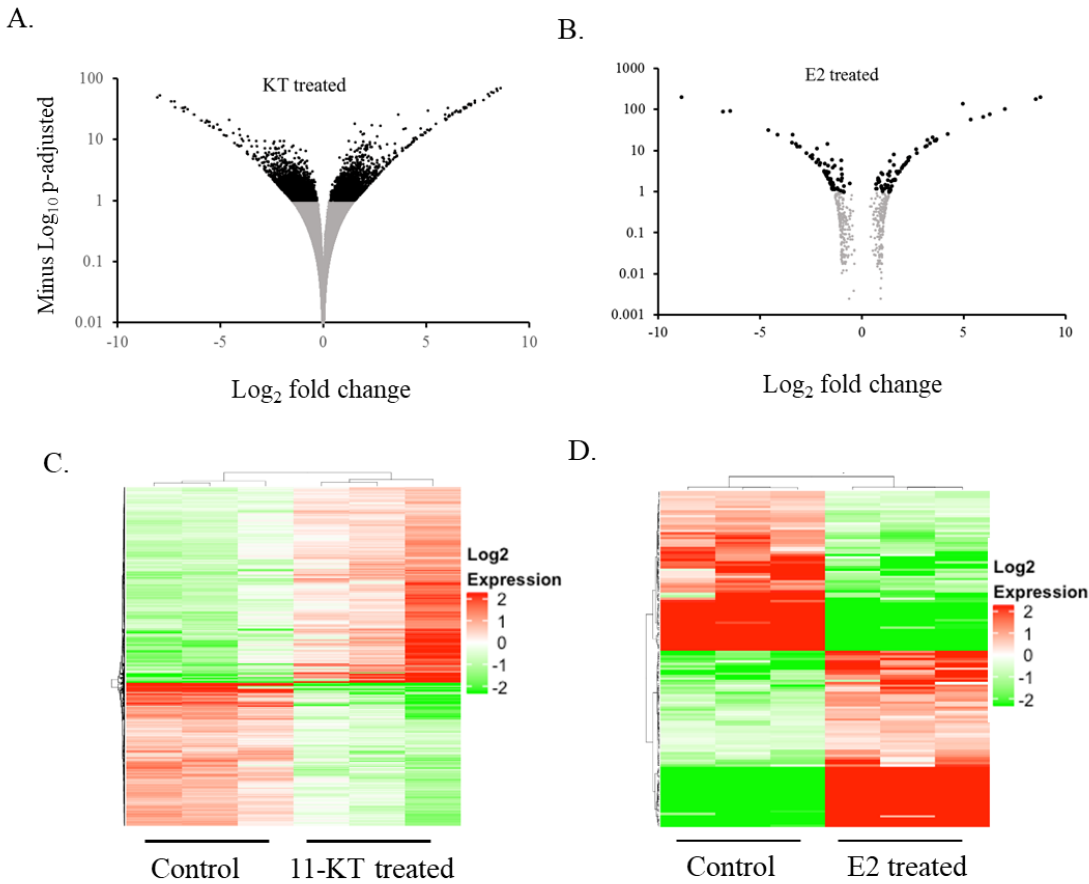 A.
KT treated
100
10
1
0.1
0.01
-10
-5
0
5
10
Minus Log₁₀ p-adjusted
Log₂ fold change
B.
E2 treated
1000
100
10
1
0.1
0.01
0.001
-10
-5
0
5
10
Log₂ fold change
C.
Log2
Expression
2
1
0
-1
-2
Control
11-KT treated
D.
Log2
Expression
2
1
0
-1
-2
Control
E2 treated